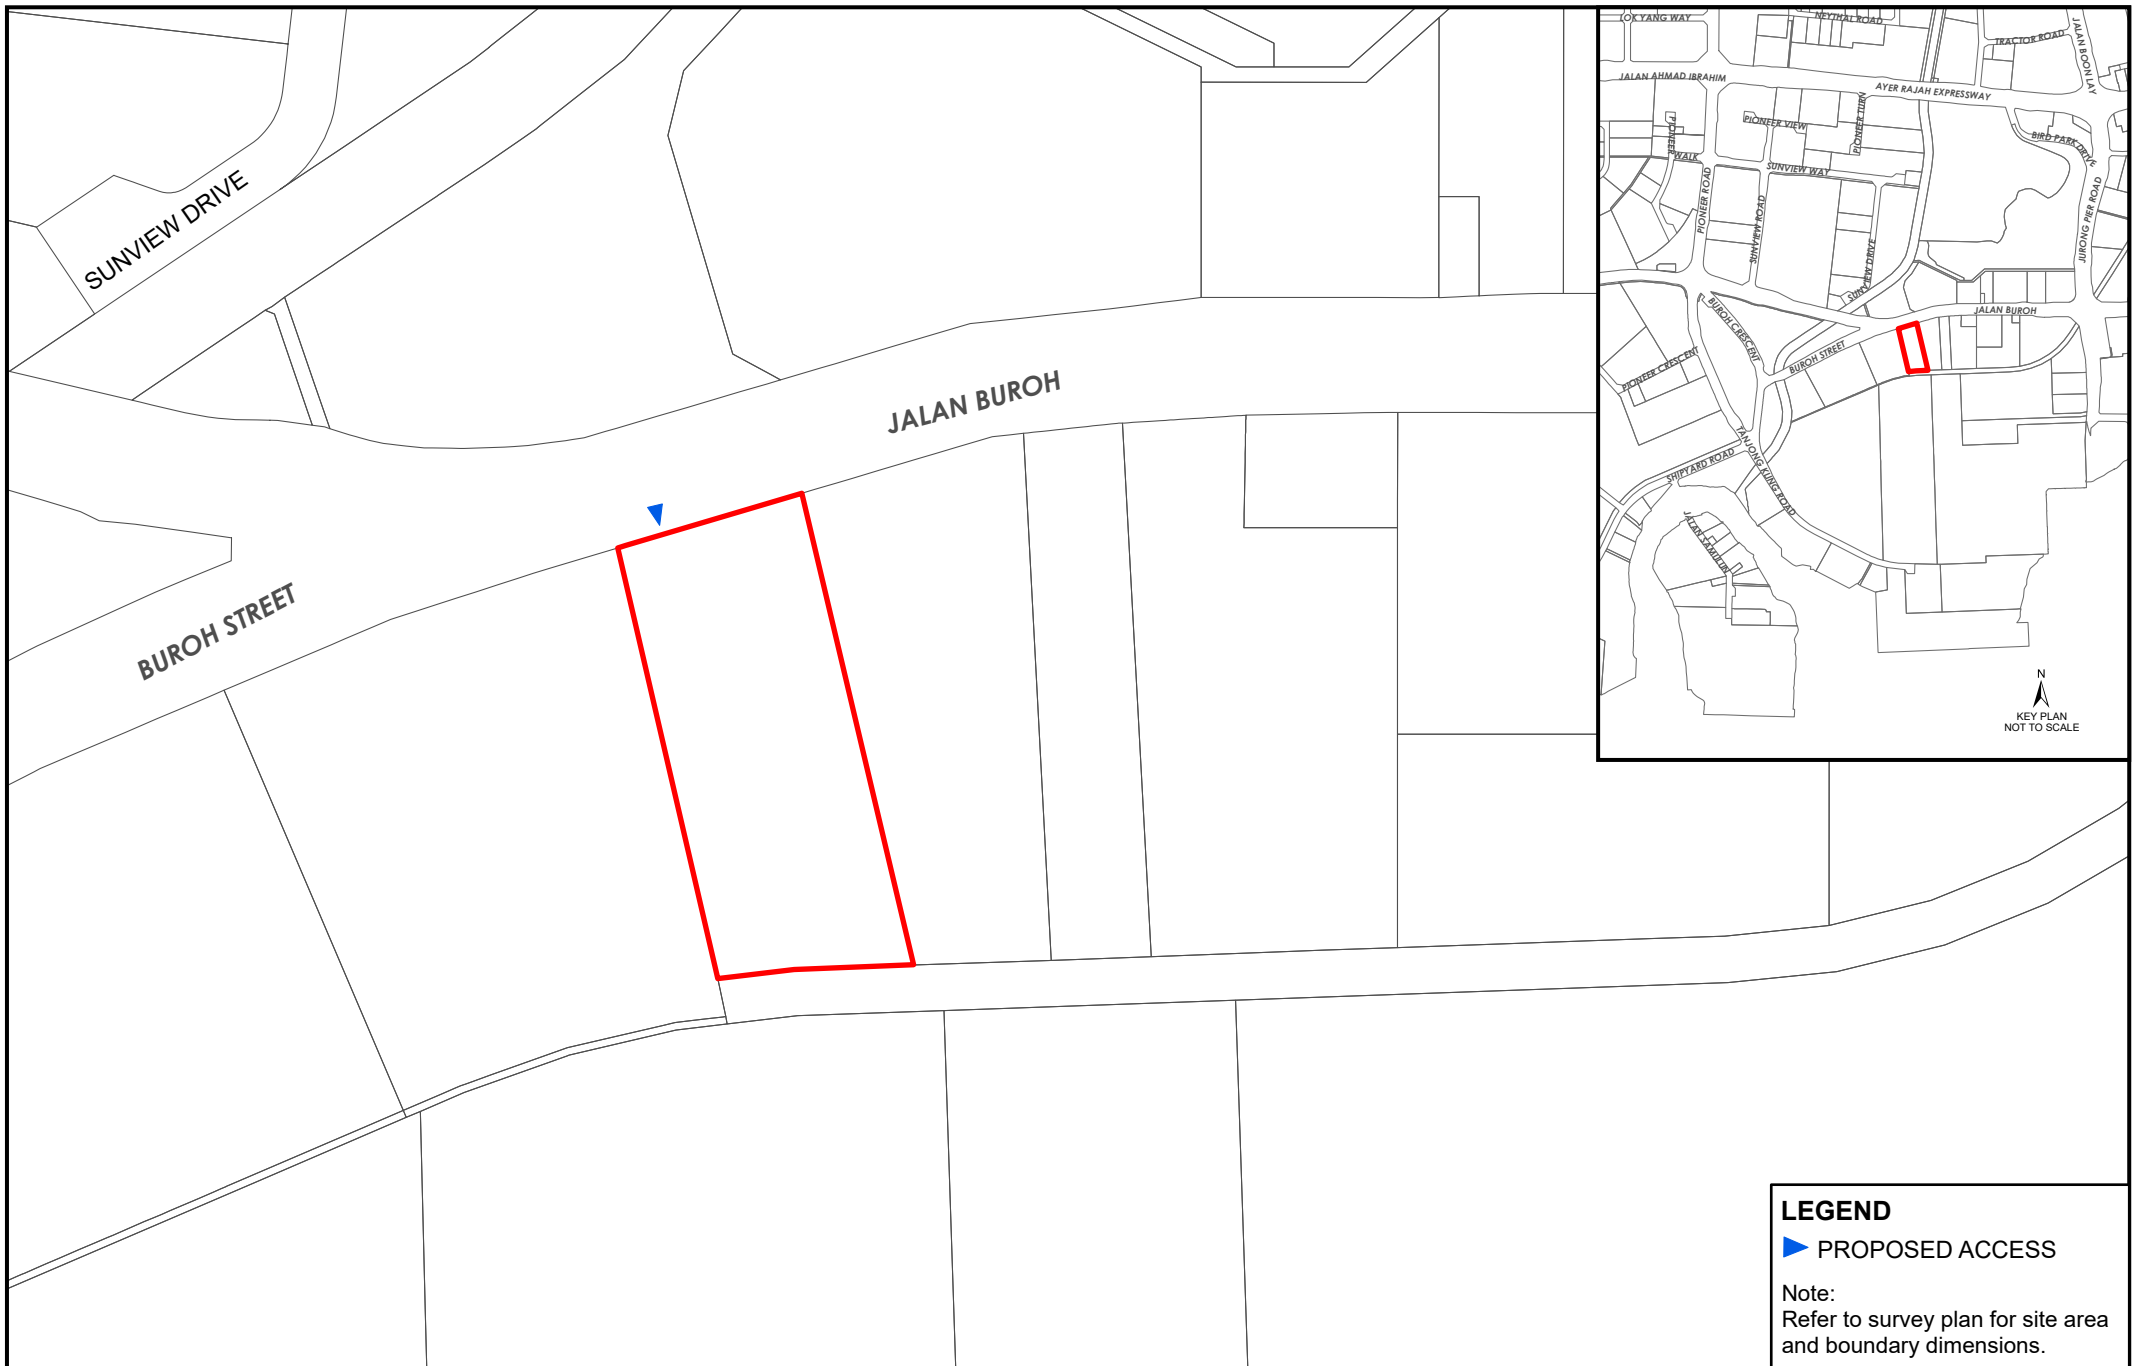 SUNVIEW DRIVE
JALAN BUROH
BUROH STREET
LOK YANG WAY
NEYTHAL ROAD
TRACTOR ROAD
JALAN BOON LAY
JALAN AHMAD IBRAHIM
AYER RAJAH EXPRESSWAY
PIONEER
WALK
PIONEER VIEW
PIONEER TURN
BIRD PARK DRIVE
SUNVIEW WAY
PIONEER ROAD
SUNVIEW ROAD
SUNVIEW DRIVE
JURONG PIER ROAD
BUROH CRESCENT
JALAN BUROH
BUROH STREET
PIONEER CRESCENT
TANJONG KLING ROAD
SHIPYARD ROAD
JALAN SAMULUN
N
KEY PLAN
NOT TO SCALE
LEGEND
PROPOSED ACCESS
Note:
Refer to survey plan for site area
and boundary dimensions.